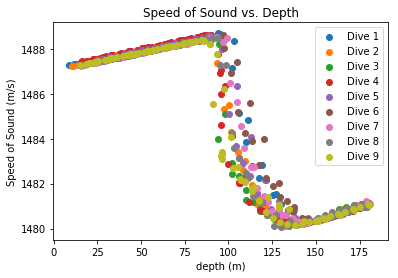 Speed of Sound vs. Depth
Speed of Sound (m/s)
1488
1486
1484
1482
1480
Dive 1
Dive 2
Dive 3
Dive 4
Dive 5
Dive 6
Dive 7
Dive 8
Dive 9
0 25 50 75 100 125 150 175
depth (m)